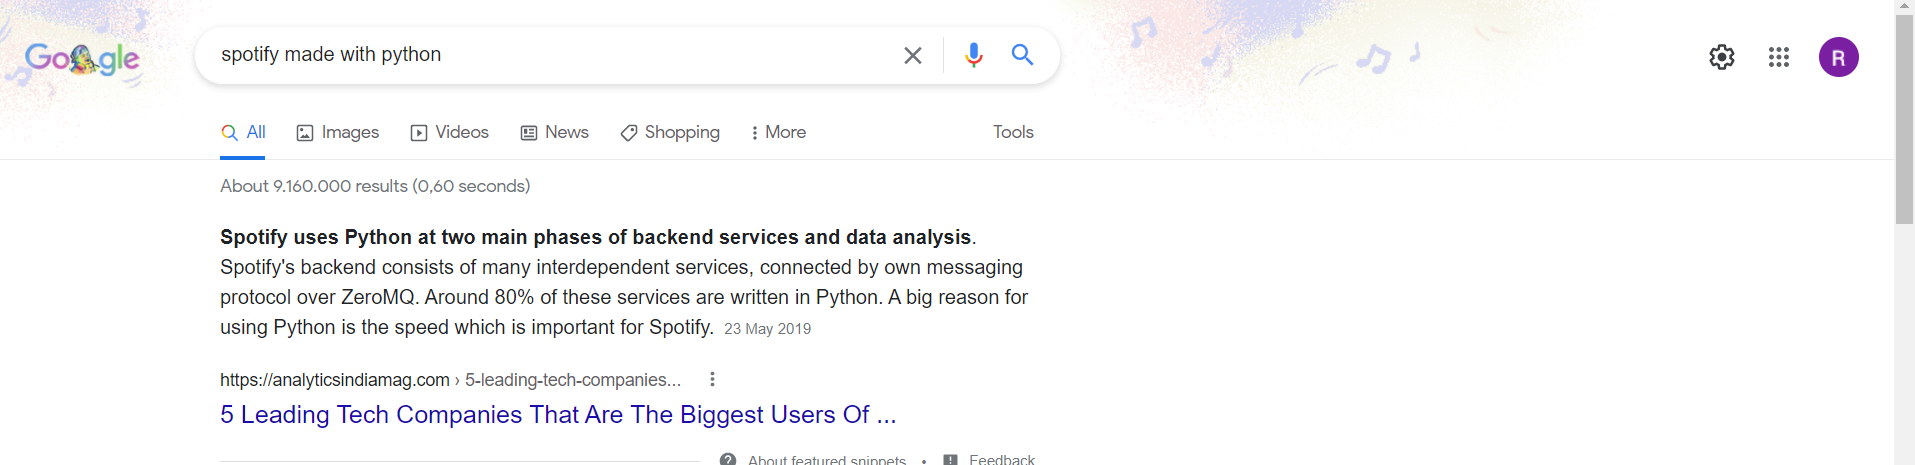 Google
spotify made with python
R
All Images Videos News Shopping More Tools
About 9.160.000 results (0,60 seconds)
Spotify uses Python at two main phases of backend services and data analysis.
Spotify's backend consists of many interdependent services, connected by own messaging
protocol over ZeroMQ. Around 80% of these services are written in Python. A big reason for
using Python is the speed which is important for Spotify. 23 May 2019
https://analyticsindiamag.com › 5-leading-tech-companies...
5 Leading Tech Companies That Are The Biggest Users Of ...
About featured snippets • Feedback